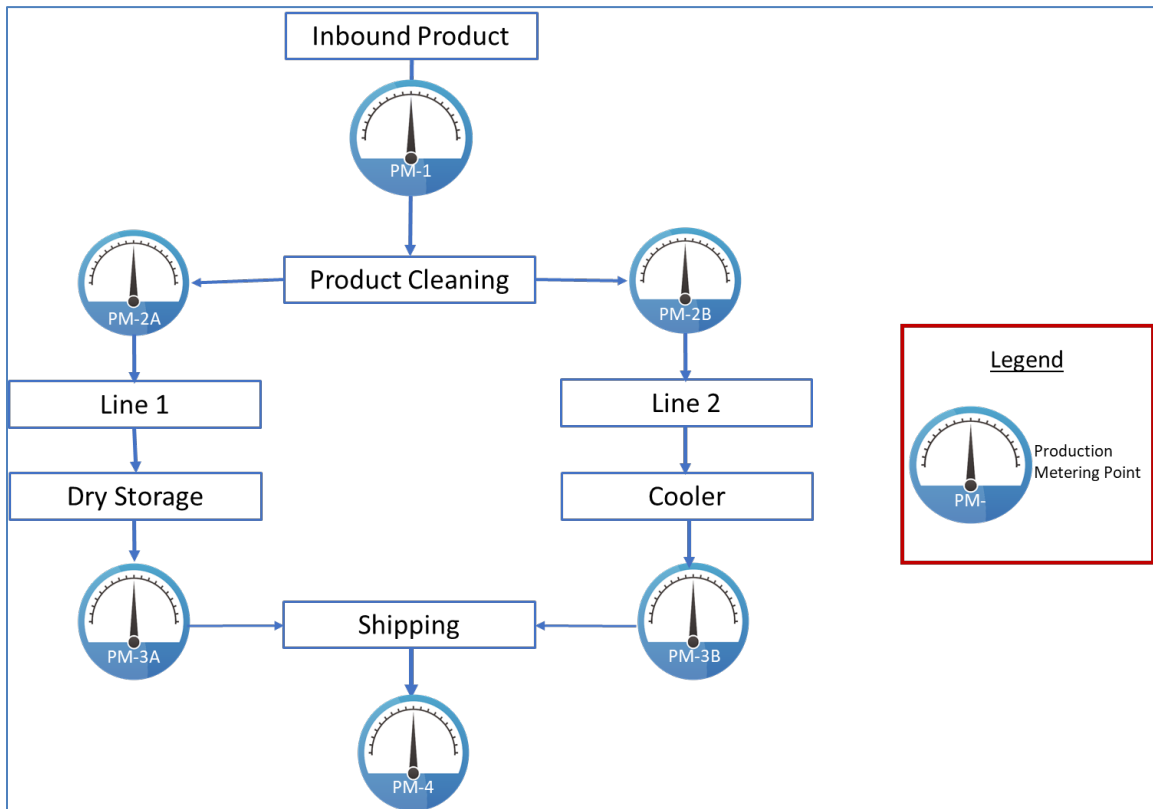 Inbound Product
PM-1
Product Cleaning
PM-2A
PM-2B
Line 1
Line 2
Dry Storage
Cooler
PM-3A
Shipping
PM-3B
PM-4
Legend
Production
Metering Point
PM-